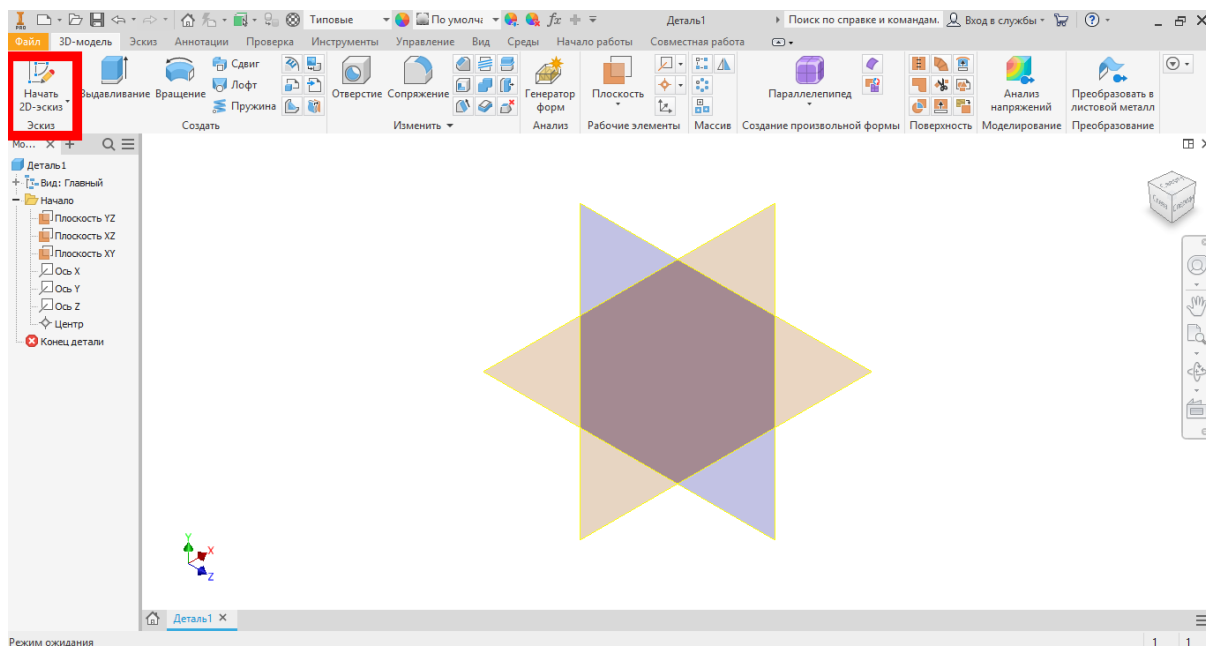 PRO
Типовые
По умолчა
fx
Деталь1
Поиск по справке и командам.
Вход в службы
Файл 3D-модель Эскиз Аннотации Проверка Инструменты Управление Вид Среды Начало работы Совместная работа
Начать
2D-эскиз
Выдавливание
Вращение
Сдвиг
Лофт
Пружина
Отверстие
Сопряжение
Генератор
форм
Плоскость
Параллелепипед
Анализ
напряжений
Преобразовать в
листовой металл
Эскиз
Создать
Изменить
Анализ
Рабочие элементы
Массив
Создание произвольной формы
Поверхность
Моделирование
Преобразование
Мо... × +
Деталь1
Вид: Главный
Начало
Плоскость YZ
Плоскость XZ
Плоскость XY
Ось X
Ось Y
Ось Z
Центр
Конец детали
Y
X
Z
Деталь1 ×
Режим ожидания
1 1